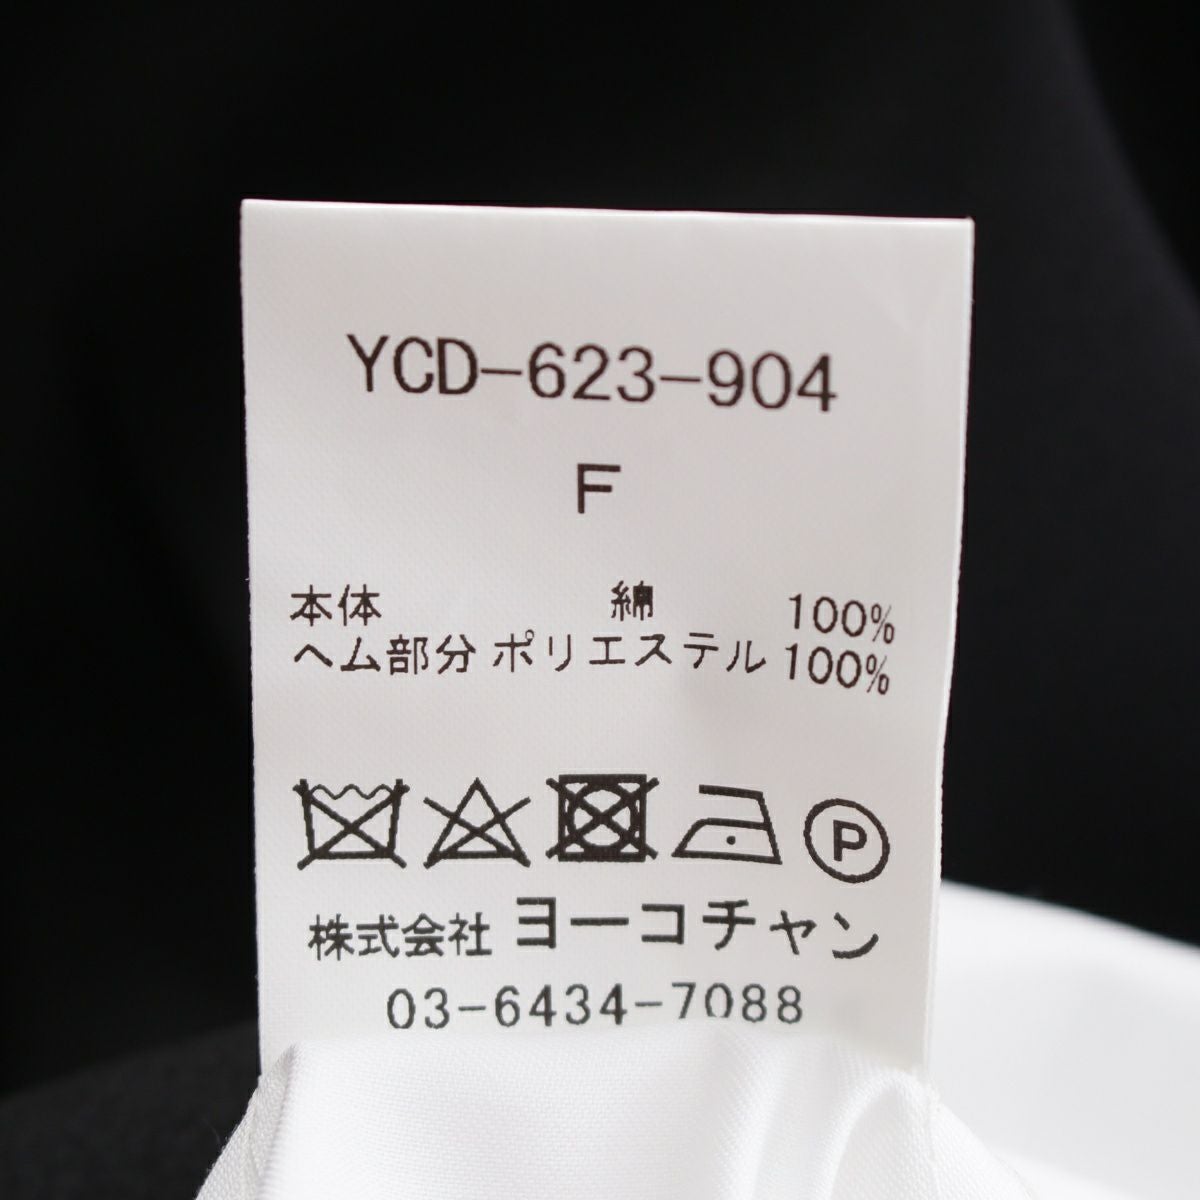 YCD-623-904
F
本体 綿 100%
ヘム部分 ポリエステル 100%
P
株式会社 ヨーコチャン
03-6434-7088